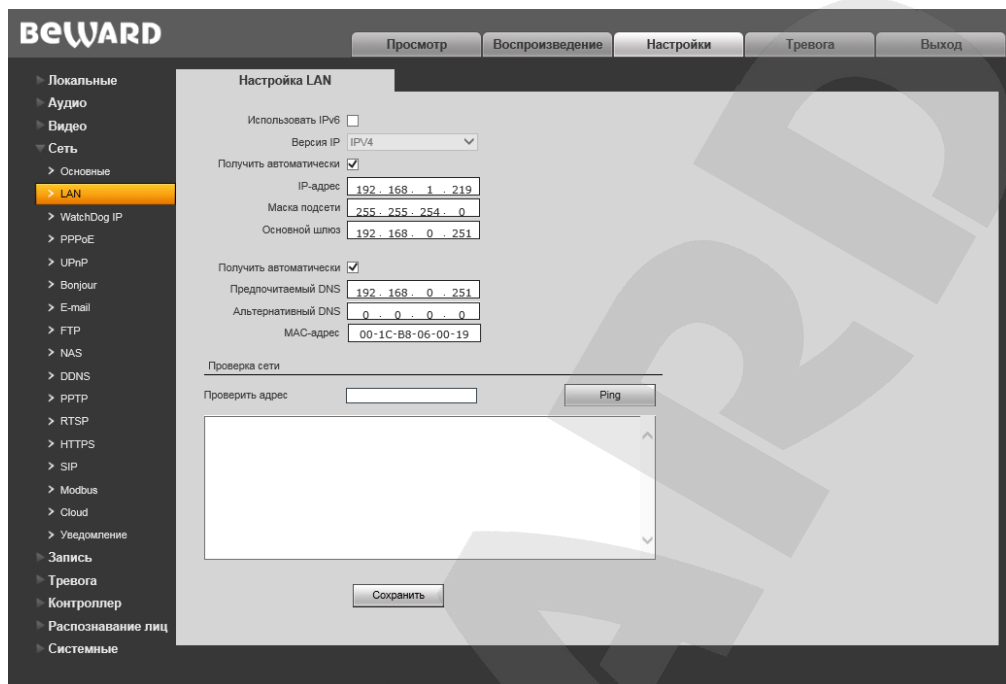 BEWARD
Просмотр
Воспроизведение
Настройки
Тревога
Выход
Локальные
Аудио
Видео
Сеть
Основные
LAN
WatchDog IP
PPPoE
UPnP
Bonjour
E-mail
FTP
NAS
DDNS
PPTP
RTSP
HTTPS
SIP
Modbus
Cloud
Уведомление
Запись
Тревога
Контроллер
Распознавание лиц
Системные
Настройка LAN
Использовать IPv6
Версия IP IPV4
Получить автоматически
IP-адрес 192 . 168 . 1 . 219
Маска подсети 255 . 255 . 254 . 0
Основной шлюз 192 . 168 . 0 . 251
Получить автоматически
Предпочитаемый DNS 192 . 168 . 0 . 251
Альтернативный DNS 0 . 0 . 0 . 0
MAC-адрес 00-1C-B8-06-00-19
Проверка сети
Проверить адрес Ping
Сохранить
ARD